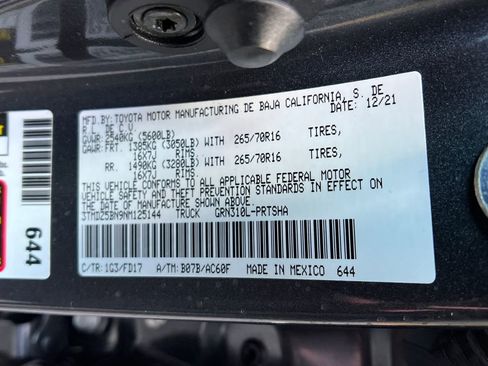 MFD.BY: TOYOTA MOTOR MANUFACTURING DE BAJA CALIFORNIA, S. DE
R. L. DE C.V. DATE: 12/21
GVWR: 2540KG (5600LB)
GAWR: FRT. 1385KG (3050LB) WITH 265/70R16 TIRES,
16X7J RIMS.
RR. 1490KG (3280LB) WITH 265/70R16 TIRES,
16X7J RIMS.
THIS VEHICLE CONFORMS TO ALL APPLICABLE FEDERAL MOTOR
VEHICLE SAFETY AND THEFT PREVENTION STANDARDS IN EFFECT ON
THE DATE OF MANUFACTURE SHOWN ABOVE.
3TMDZ5BN9NM125144 TRUCK GRN310L-PRTSHA
C/TR: 1G3/FD17 A/TM: B07B/AC60F MADE IN MEXICO 644
644